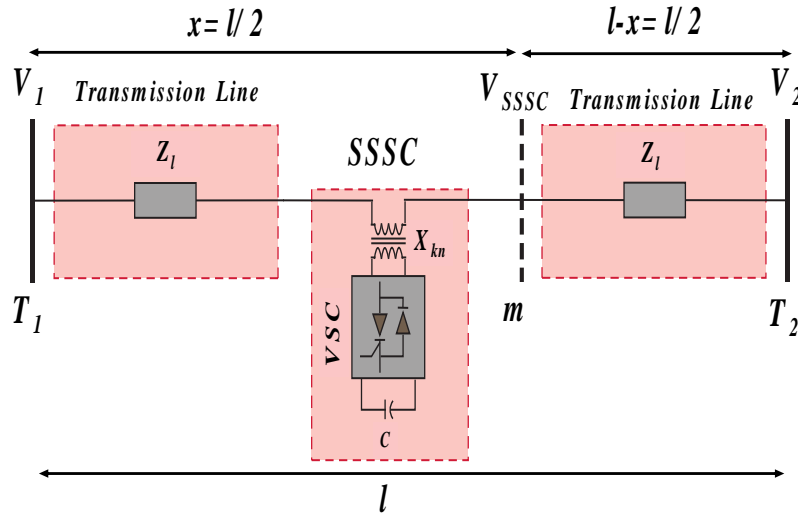 x= l/ 2
l-x= l/ 2
V1
Transmission Line
VSSSC
Transmission Line
V2
Zl
SSSC
Zl
Xkn
VSC
T1
m
T2
C
l